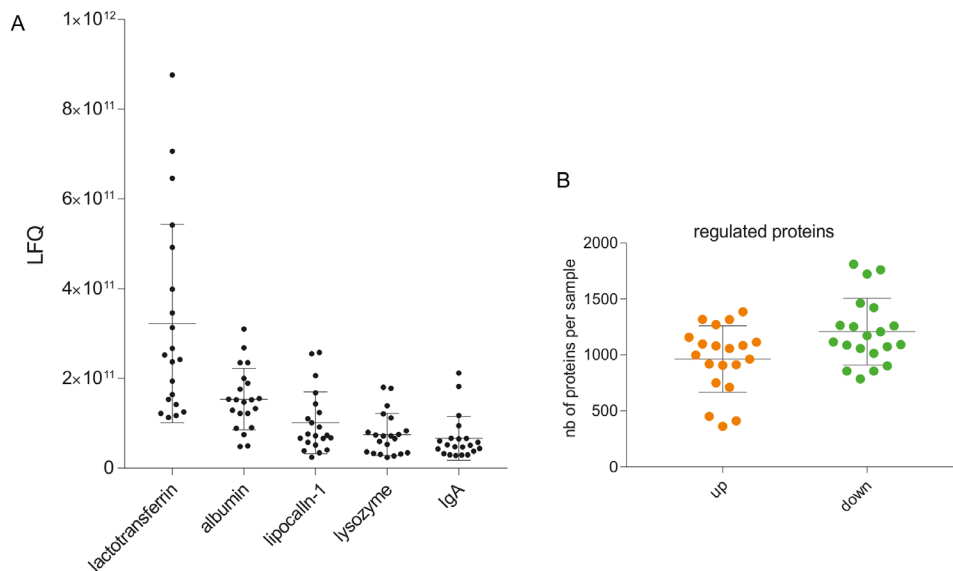 A
1×10¹²
8×10¹¹
6×10¹¹
4×10¹¹
2×10¹¹
0
LFQ
lactotransferrin
albumin
lipocalln-1
lysozyme
IgA
B
regulated proteins
2000
1500
1000
500
0
nb of proteins per sample
up
down